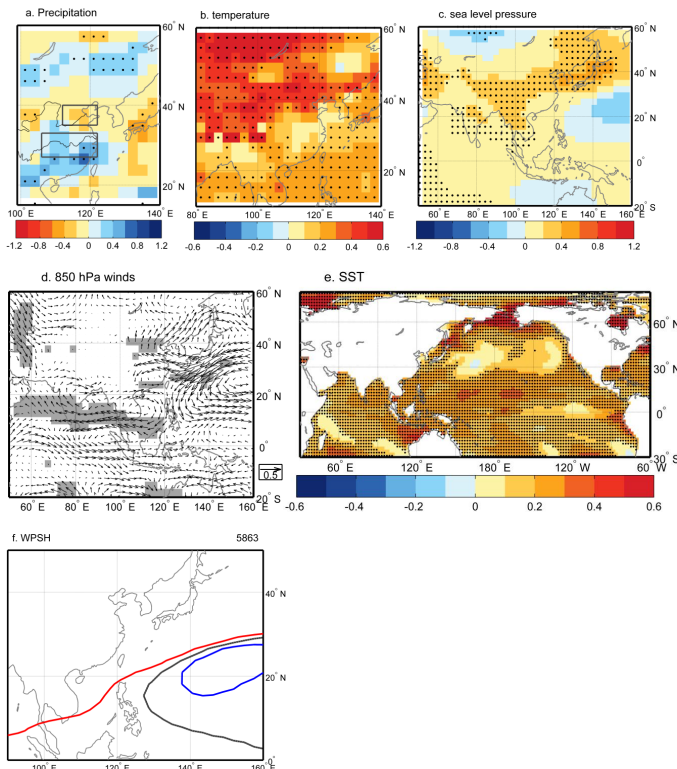 a. Precipitation
60° N
40° N
20° N
100° E
120° E
140° E
-1.2 -0.8 -0.4 0 0.4 0.8 1.2
b. temperature
60° N
40° N
20° N
80° E
100° E
120° E
140° E
-0.6 -0.4 -0.2 0 0.2 0.4 0.6
c. sea level pressure
60° N
40° N
20° N
0°
20° S
60° E
80° E
100° E
120° E
140° E
160° E
-1.2 -0.8 -0.4 0 0.4 0.8 1.2
d. 850 hPa winds
60° N
40° N
20° N
0°
20° S
0.5
60° E
80° E
100° E
120° E
140° E
160° E
e. SST
60° N
30° N
0°
30° S
60° E
120° E
180° E
120° W
60° W
-0.6 -0.4 -0.2 0 0.2 0.4 0.6
f. WPSH 5863
40° N
20° N
0°
100° E
120° E
140° E
160° E